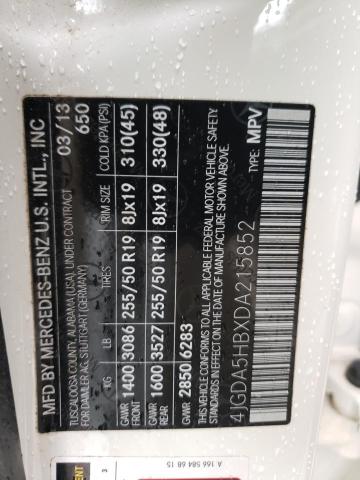 MFD BY MERCEDES-BENZ U.S. INTL., INC
TUSCALOOSA COUNTY, ALABAMA (USA), UNDER CONTRACT 03/13
FOR DAIMLER AG, STUTTGART (GERMANY) 650
KG LB TIRES RIM SIZE COLD KPA(PSI)
GAWR FRONT 1400 3086 255/50 R19 8JX19 310(45)
GAWR REAR 1600 3527 255/50 R19 8JX19 330(48)
GVWR 2850 6283
THIS VEHICLE CONFORMS TO ALL APPLICABLE FEDERAL MOTOR VEHICLE SAFETY
STANDARDS IN EFFECT ON THE DATE OF MANUFACTURE SHOWN ABOVE.
4JGDA5HBXDA215852 TYPE: MPV
A 166 584 68 15